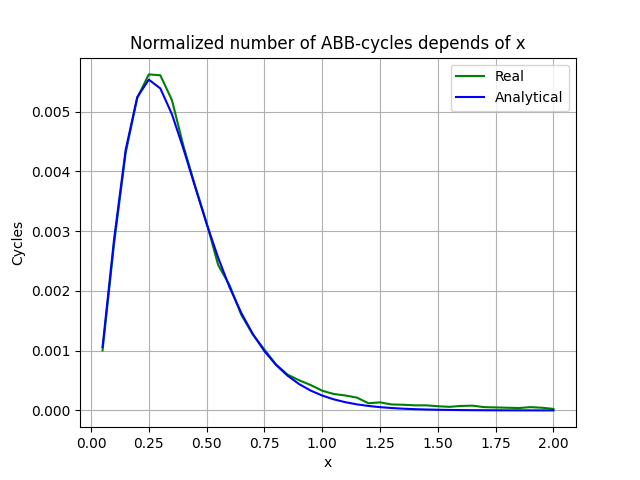 Normalized number of ABB-cycles depends of x
Real
Analytical
Cycles
0.005
0.004
0.003
0.002
0.001
0.000
0.00 0.25 0.50 0.75 1.00 1.25 1.50 1.75 2.00
x